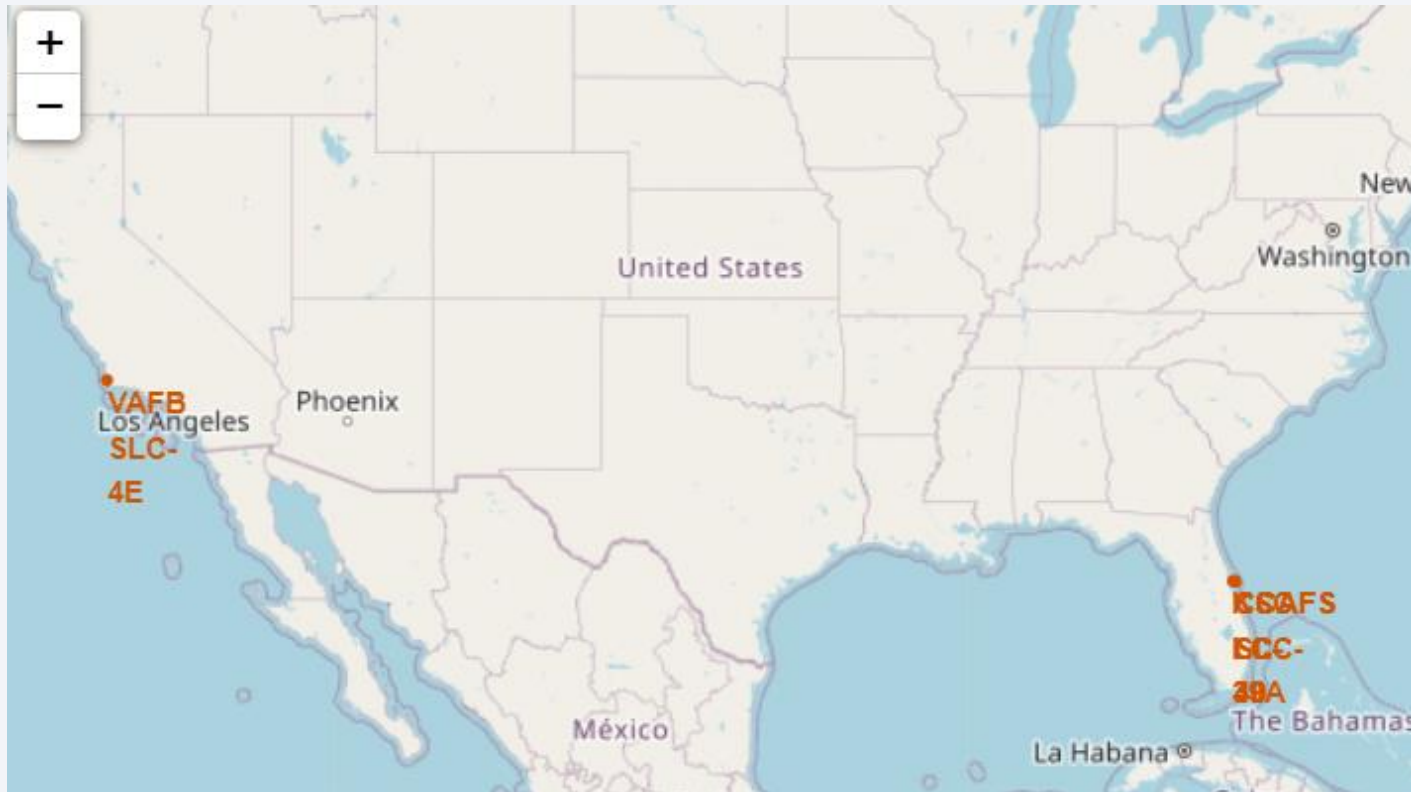 +
−
New
Washington
United States
Phoenix
VAFB
Los Angeles
SLC-
4E
México
The Bahamas
La Habana